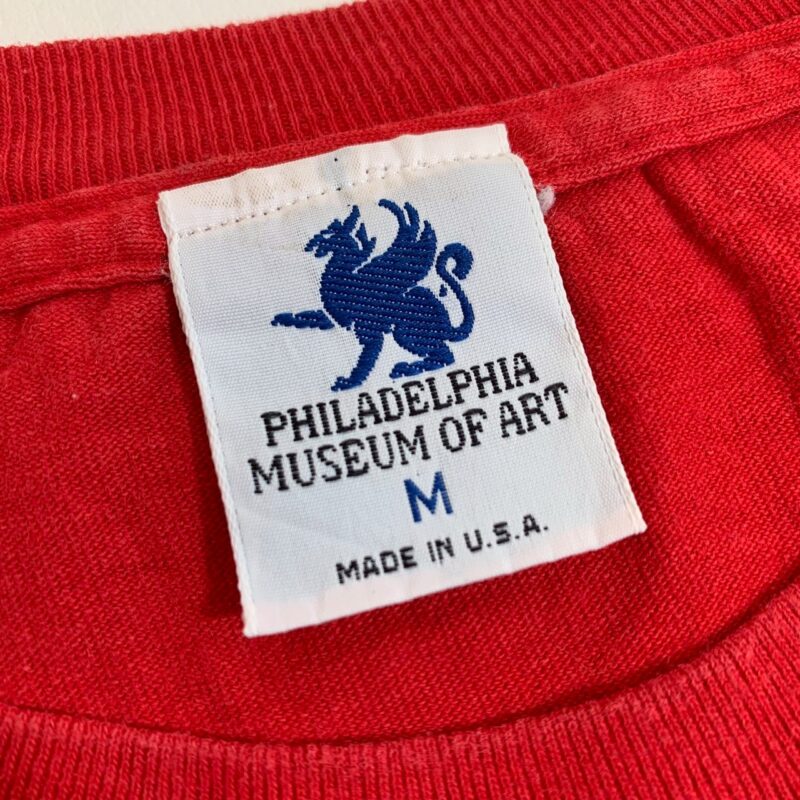 PHILADELPHIA
MUSEUM OF ART
M
MADE IN U.S.A.